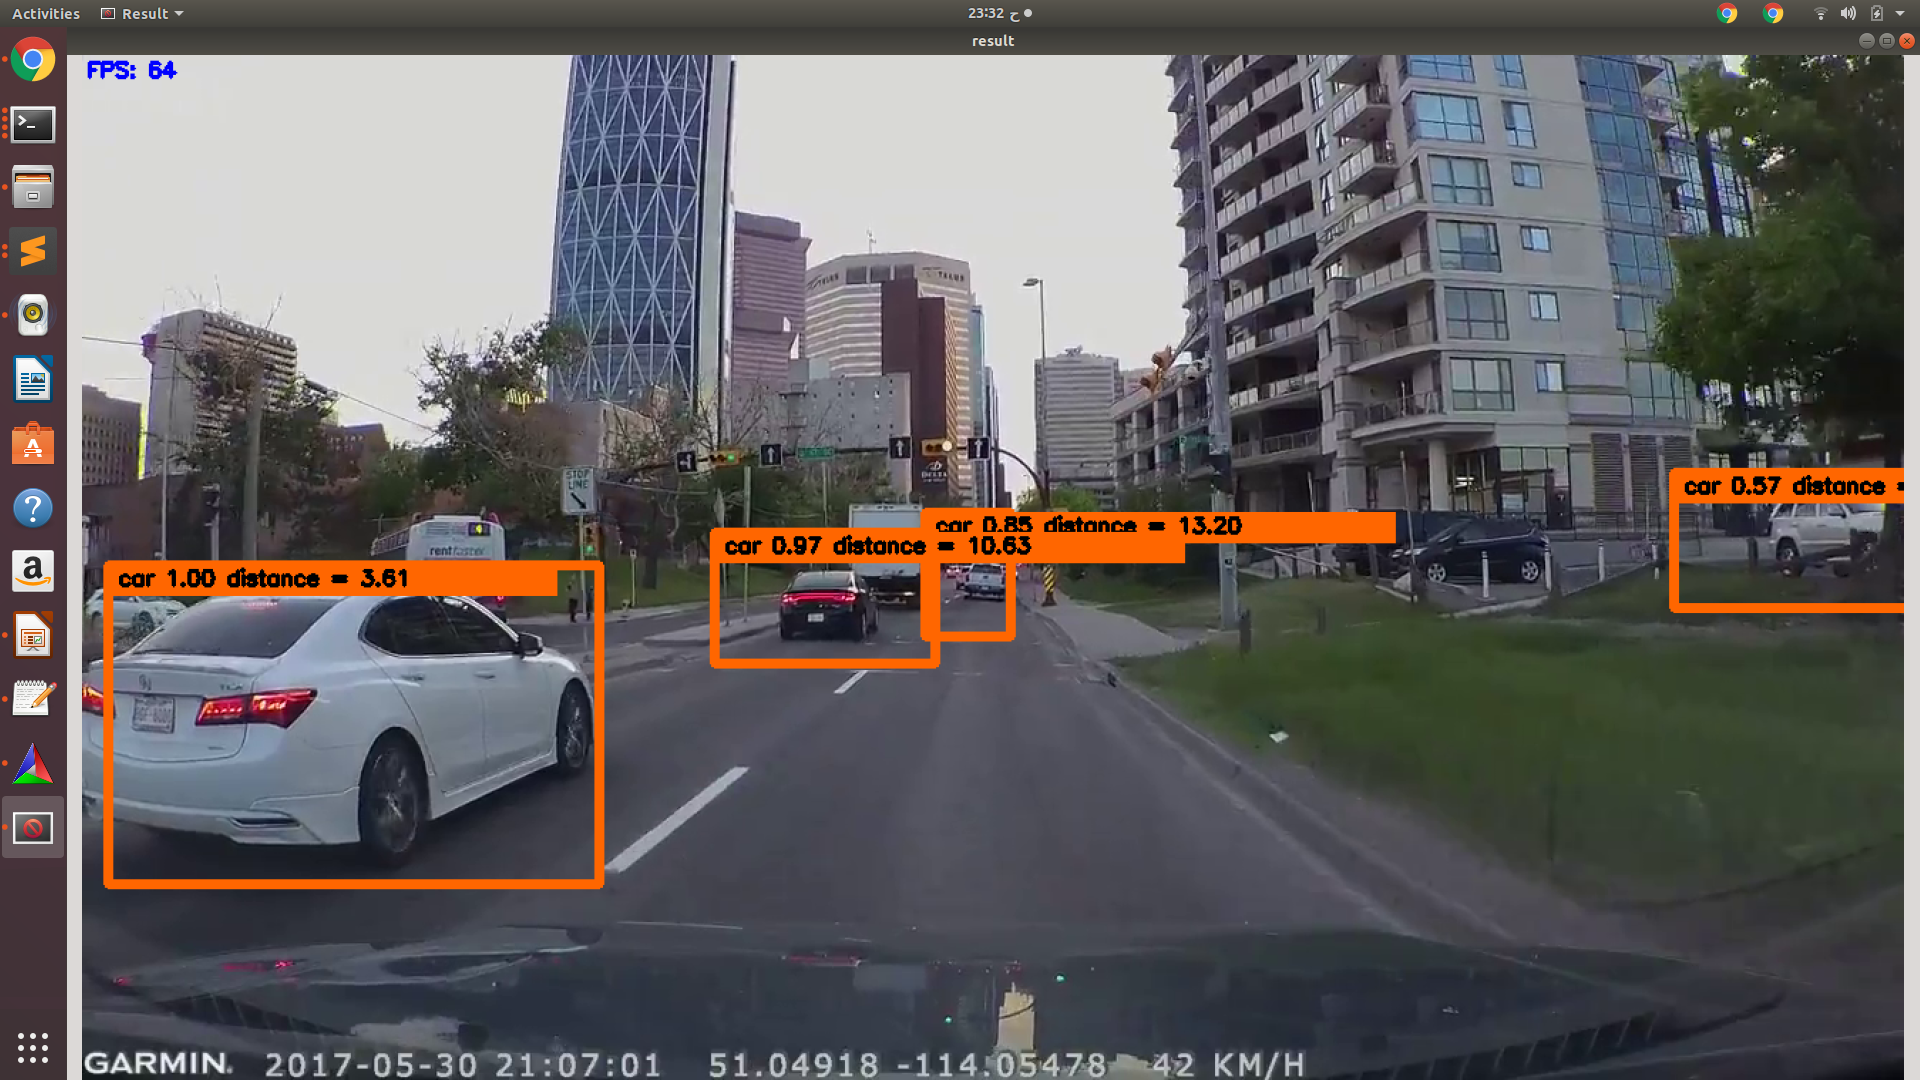 Activities
Result
23:32 ح
result
FPS: 64
STOP
LINE
rentfaster
DELTA
car 0.57 distance =
car 0.85 distance = 13.20
car 0.97 distance = 10.63
car 1.00 distance = 3.61
GARMIN. 2017-05-30 21:07:01 51.04918 -114.05478 42 KM/H